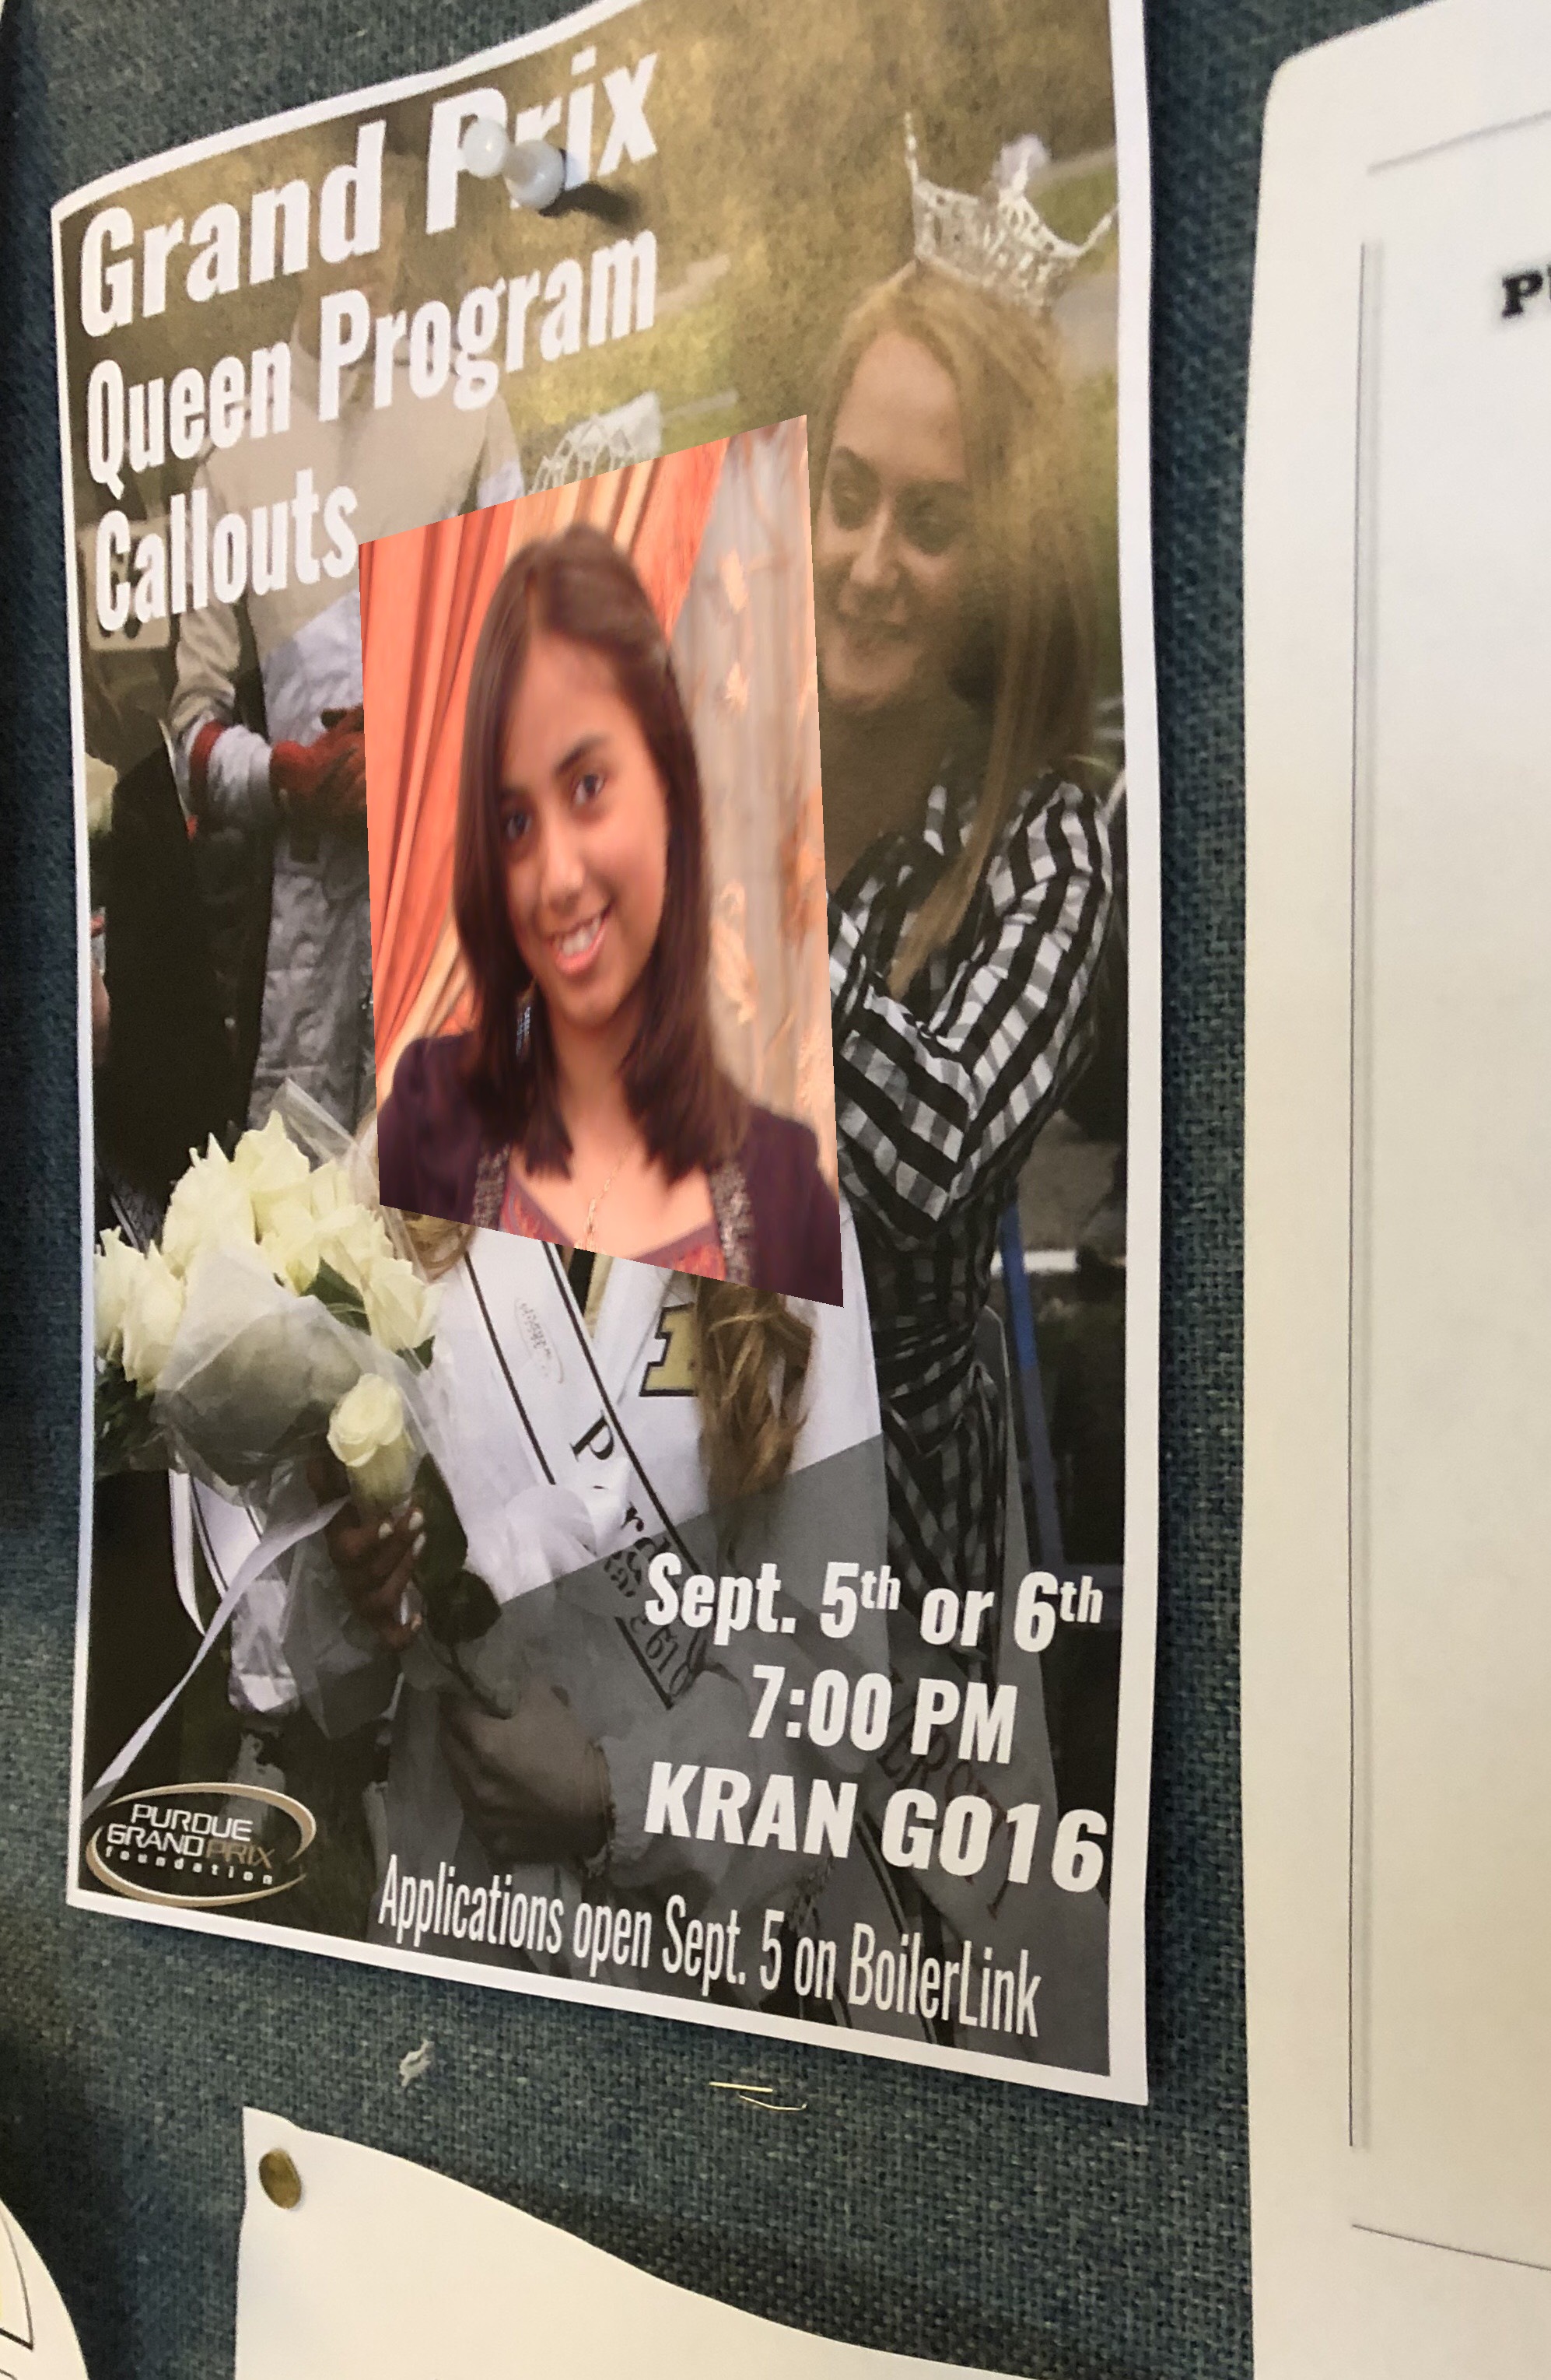 Grand Prix
Queen Program
Callouts
Sept. 5th or 6th
7:00 PM
KRAN G016
Applications open Sept. 5 on BoilerLink
PURDUE
GRAND PRIX
foundation